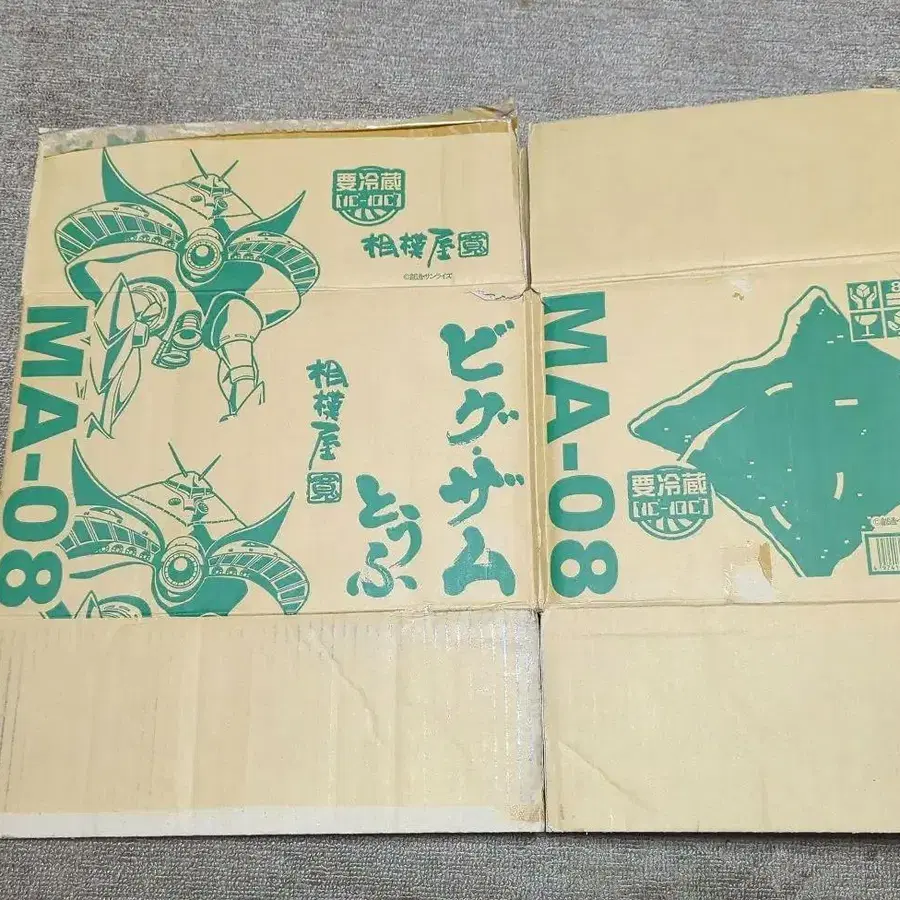 要冷蔵
[1C-10C]
相模屋
©創通・サンライズ
MA-08
ビグ・ザム
とうふ
相模屋
MA-08
要冷蔵
[1C-10C]